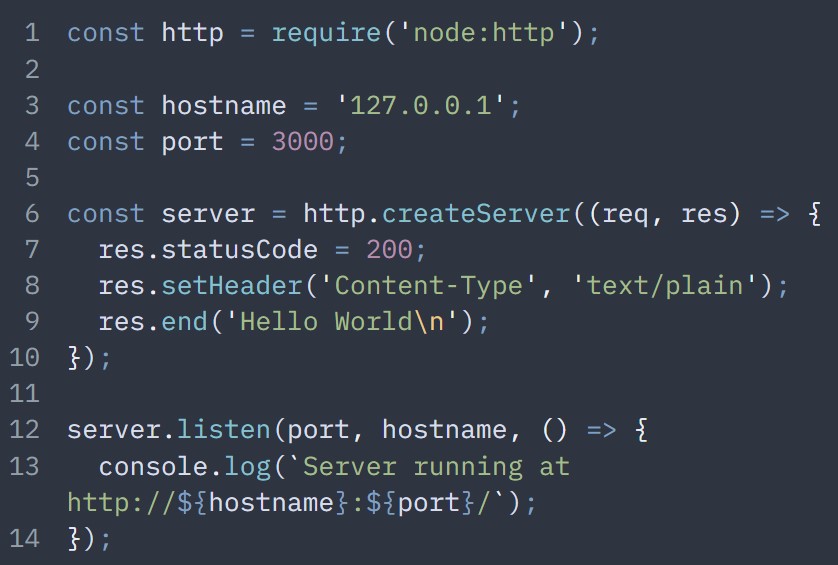 1 const http = require('node:http');
2
3 const hostname = '127.0.0.1';
4 const port = 3000;
5
6 const server = http.createServer((req, res) => {
7   res.statusCode = 200;
8   res.setHeader('Content-Type', 'text/plain');
9   res.end('Hello World\n');
10 });
11
12 server.listen(port, hostname, () => {
13   console.log(`Server running at
http://${hostname}:${port}/`);
14 });